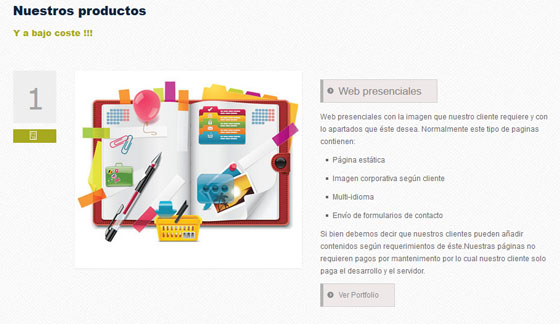 Nuestros productos
Y a bajo coste !!!
1
Web presenciales
Web presenciales con la imagen que nuestro cliente requiere y con
lo apartados que éste desea. Normalmente este tipo de paginas
contienen:
Página estática
Imagen corporativa según cliente
Multi-idioma
Envío de formularios de contacto
Si bien debemos decir que nuestros clientes pueden añadir
contenidos según requerimientos de éste.Nuestras páginas no
requieren pagos por mantenimento por lo cual nuestro cliente solo
paga el desarrollo y el servidor.
Ver Portfolio